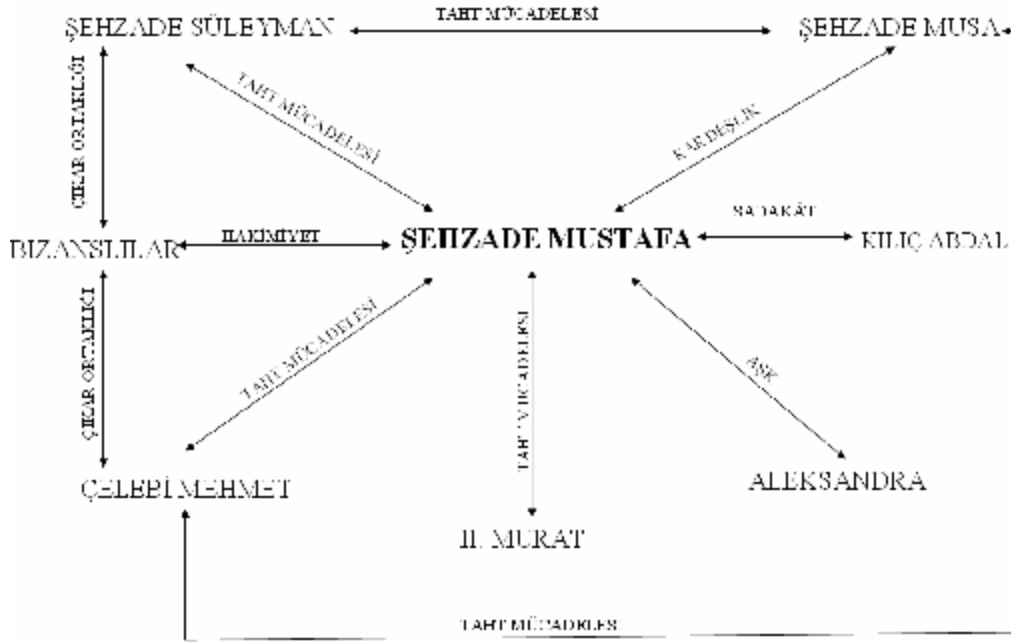 TAHT MÜCADELESİ
ŞEHZADE SÜLEYMAN
ŞEHZADE MUSA
ÇIKAR ORTAKLIĞI
TAHT MÜCADELESİ
KARDEŞLİK
SADAKÂT
BİZANSLILAR
HAKİMİYET
ŞEHZADE MUSTAFA
KILIÇ ABDAL
ÇIKAR ORTAKLIĞI
TAHT MÜCADELESİ
TAHT MÜCADELESİ
AŞK
ÇELEBİ MEHMET
ALEKSANDRA
II. MURAT
TAHT MÜCADELESİ